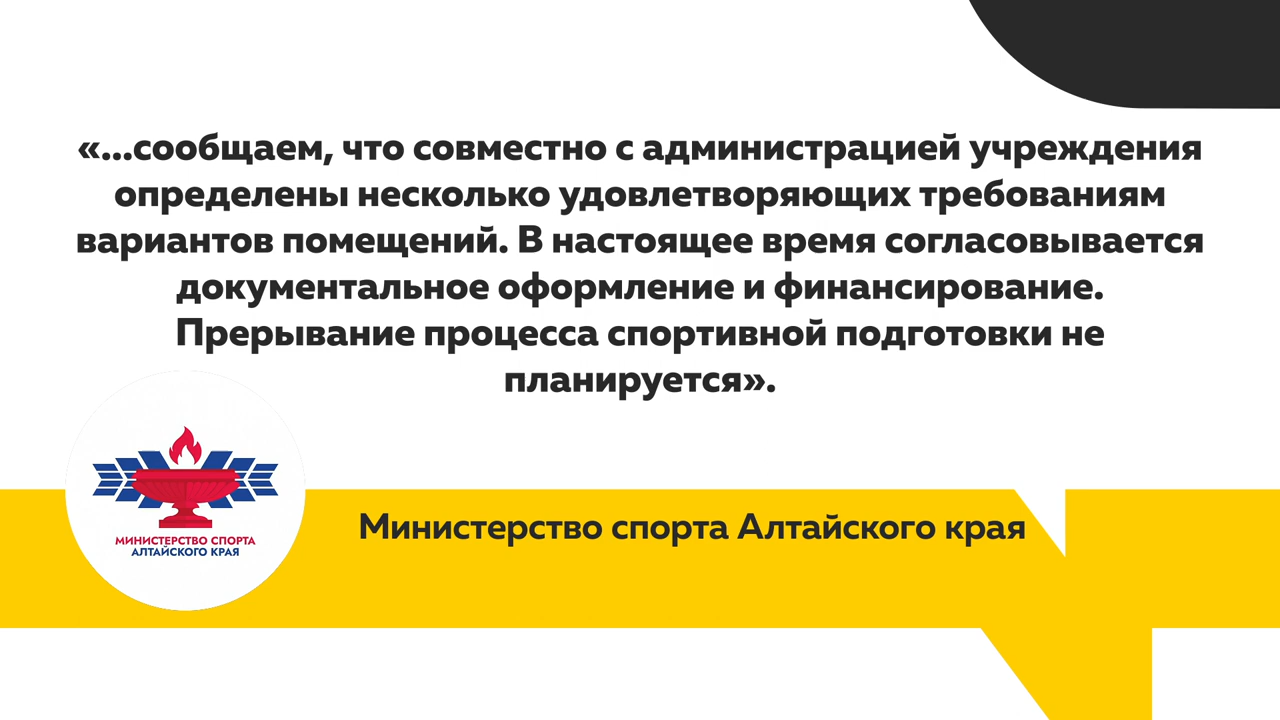 «...сообщаем, что совместно с администрацией учреждения
определены несколько удовлетворяющих требованиям
вариантов помещений. В настоящее время согласовывается
документальное оформление и финансирование.
Прерывание процесса спортивной подготовки не
планируется».
МИНИСТЕРСТВО СПОРТА
АЛТАЙСКОГО КРАЯ
Министерство спорта Алтайского края